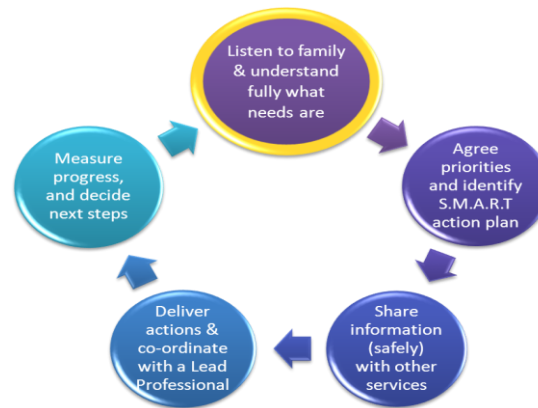 Listen to family
& understand
fully what
needs are
Agree
priorities
and identify
S.M.A.R.T
action plan
Share
information
(safely) with
other
services
Deliver
actions &
co-ordinate
with a Lead
Professional
Measure
progress,
and decide
next steps